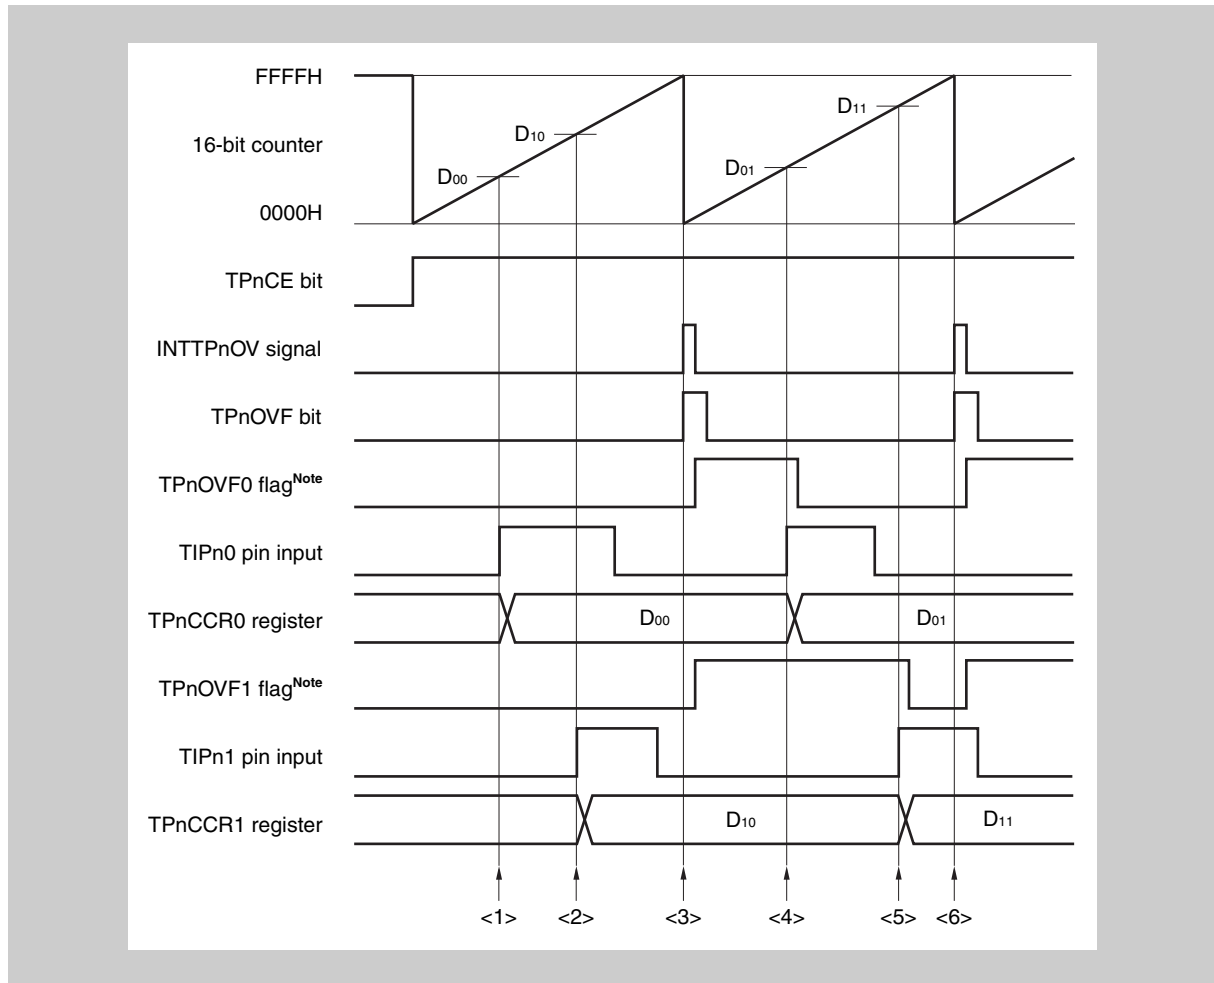 FFFFH
D11
D10
16-bit counter
D01
D00
0000H
TPnCE bit
INTTPnOV signal
TPnOVF bit
TPnOVF0 flagNote
TIPn0 pin input
TPnCCR0 register
D00
D01
TPnOVF1 flagNote
TIPn1 pin input
TPnCCR1 register
D10
D11
<1> <2> <3> <4> <5> <6>